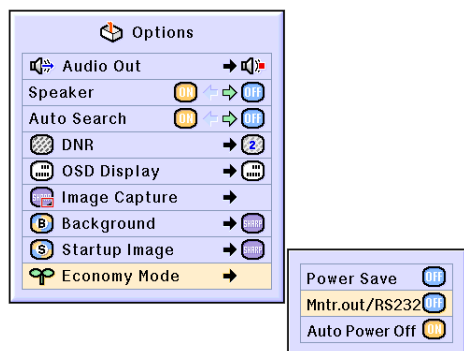 Options
Audio Out
Speaker ON OFF
Auto Search ON OFF
DNR 2
OSD Display
Image Capture
B Background SHARP
S Startup Image SHARP
Economy Mode
Power Save OFF
Mntr.out/RS232 OFF
Auto Power Off ON